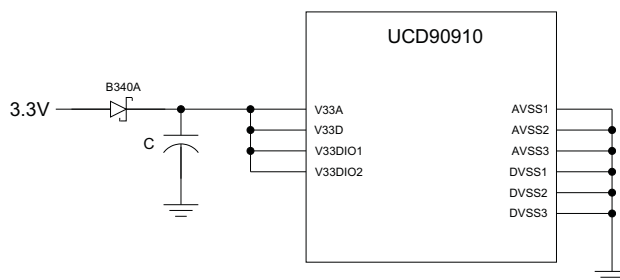 UCD90910
B340A
3.3V
C
V33A
V33D
V33DIO1
V33DIO2
AVSS1
AVSS2
AVSS3
DVSS1
DVSS2
DVSS3